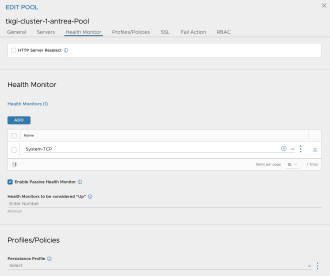 EDIT POOL
tkgi-cluster-1-antrea-Pool
General Servers Health Monitor Profiles/Policies SSL Fail Action RBAC
HTTP Server Reselect
Health Monitor
Health Monitors (1)
ADD
Name
System-TCP
Items per page 10 1 Total
Enable Passive Health Monitor
Health Monitors to be considered "Up"
Enter Number
Minimum
Profiles/Policies
Persistence Profile
Select